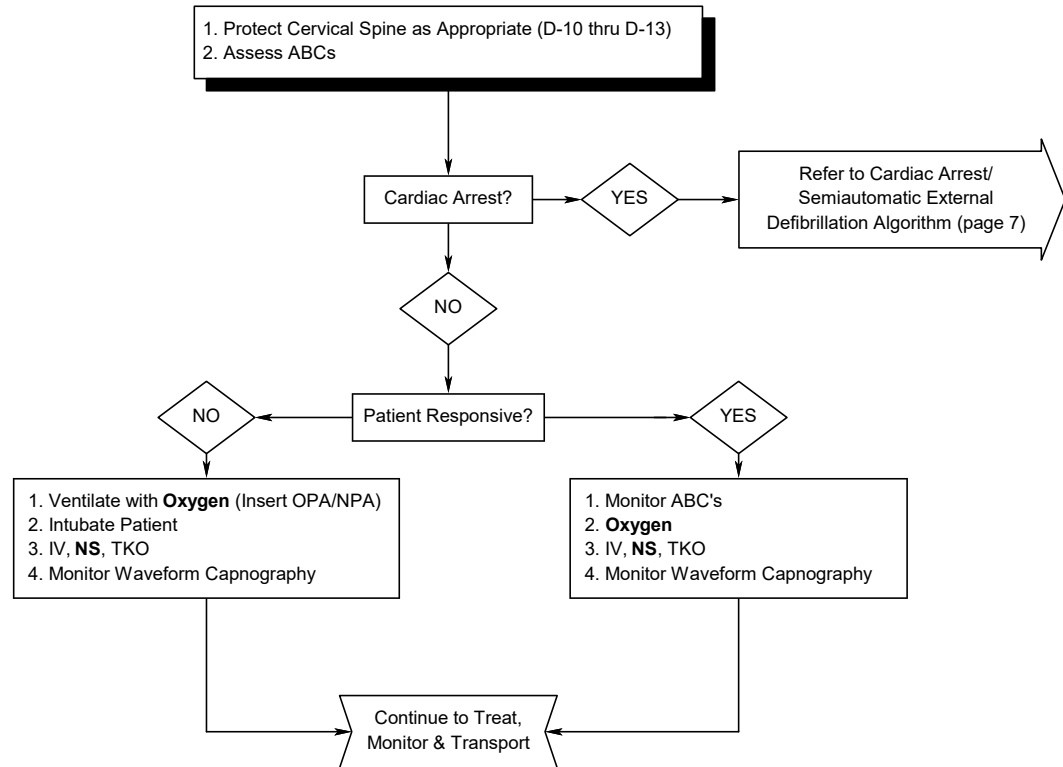 1. Protect Cervical Spine as Appropriate (D-10 thru D-13)
2. Assess ABCs
Cardiac Arrest?
YES
Refer to Cardiac Arrest/
Semiautomatic External
Defibrillation Algorithm (page 7)
NO
Patient Responsive?
NO
YES
1. Ventilate with Oxygen (Insert OPA/NPA)
2. Intubate Patient
3. IV, NS, TKO
4. Monitor Waveform Capnography
1. Monitor ABC's
2. Oxygen
3. IV, NS, TKO
4. Monitor Waveform Capnography
Continue to Treat,
Monitor & Transport